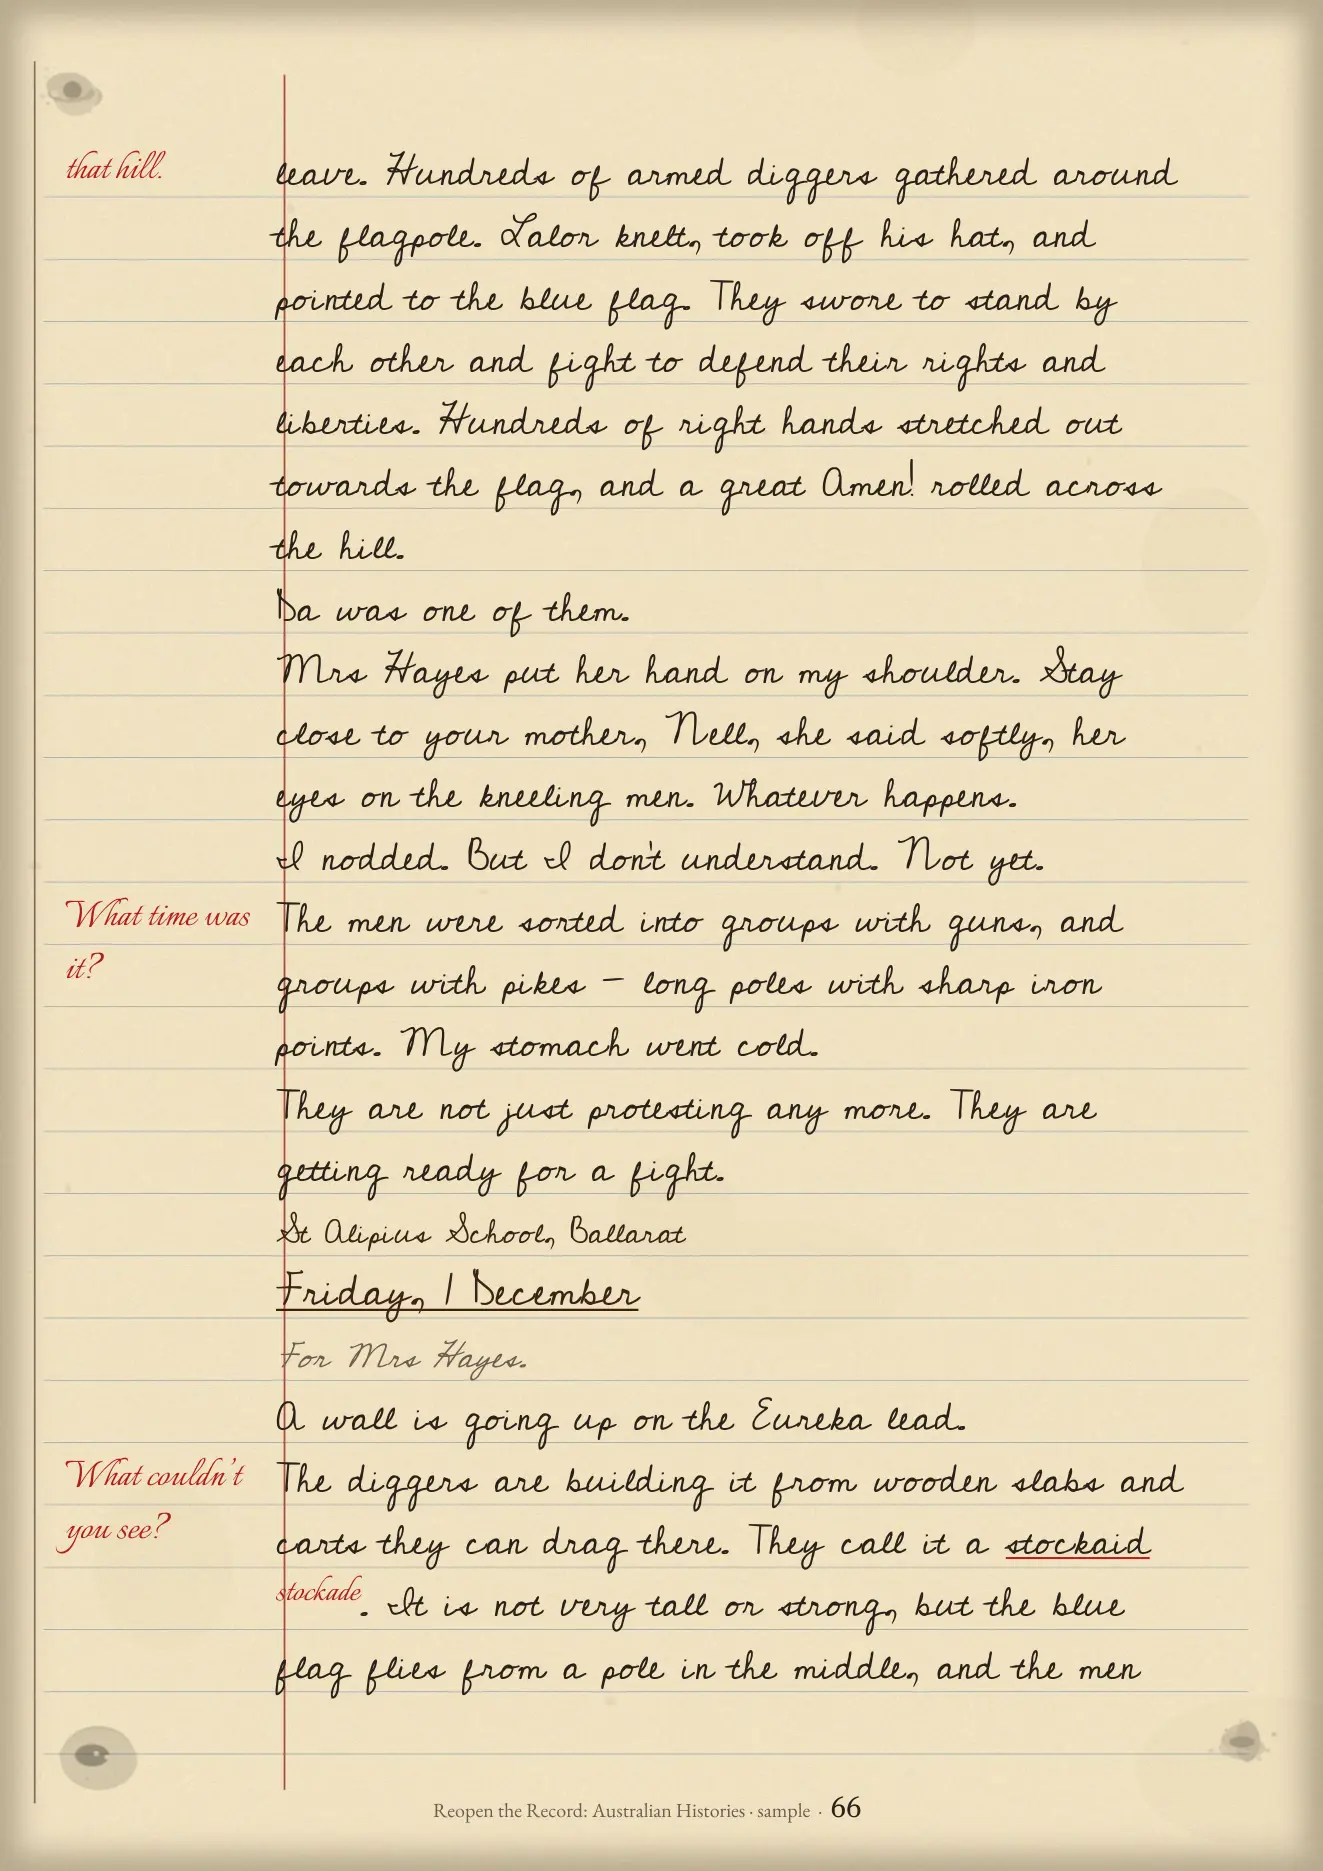 that hill.
leave. Hundreds of armed diggers gathered around
the flagpole. Lalor knelt, took off his hat, and
pointed to the blue flag. They swore to stand by
each other and fight to defend their rights and
liberties. Hundreds of right hands stretched out
towards the flag, and a great Amen! rolled across
the hill.
Da was one of them.
Mrs Hayes put her hand on my shoulder. Stay
close to your mother, Nell, she said softly, her
eyes on the kneeling men. Whatever happens.
I nodded. But I don't understand. Not yet.
What time was
it?
The men were sorted into groups with guns, and
groups with pikes – long poles with sharp iron
points. My stomach went cold.
They are not just protesting any more. They are
getting ready for a fight.
St Alipius School, Ballarat
Friday, 1 December
For Mrs Hayes.
A wall is going up on the Eureka lead.
What couldn't
you see?
The diggers are building it from wooden slabs and
carts they can drag there. They call it a stockaid
stockade. It is not very tall or strong, but the blue
flag flies from a pole in the middle, and the men
Reopen the Record: Australian Histories · sample · 66